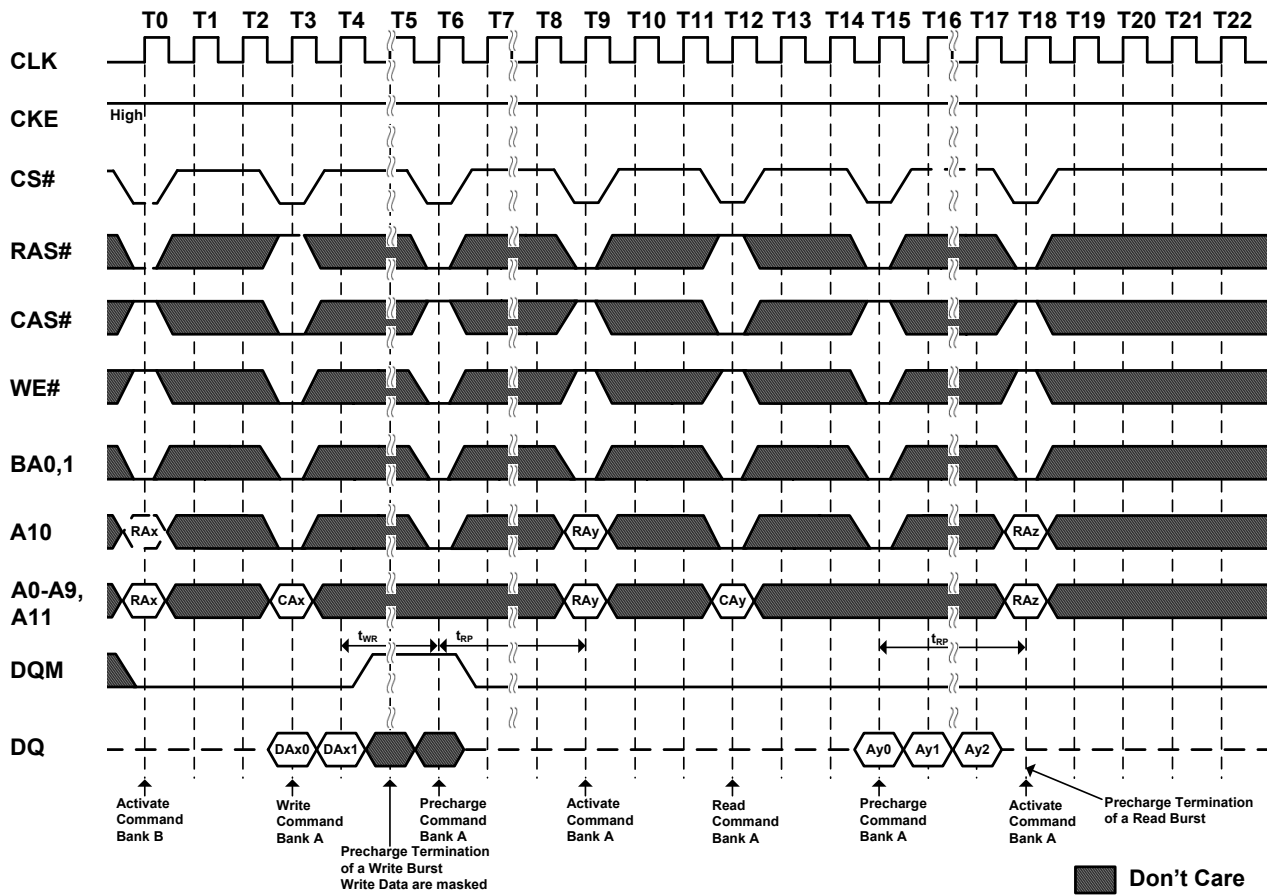 T0 T1 T2 T3 T4 T5 T6 T7 T8 T9 T10 T11 T12 T13 T14 T15 T16 T17 T18 T19 T20 T21 T22
CLK
CKE
High
CS#
RAS#
CAS#
WE#
BA0,1
A10
RAx RAy RAz
A0-A9,
A11
RAx CAx RAy CAy RAz
tWR tRP tRP
DQM
DQ
DAx0 DAx1 Ay0 Ay1 Ay2
Activate
Command
Bank B
Write
Command
Bank A
Precharge Termination
of a Write Burst
Write Data are masked
Precharge
Command
Bank A
Activate
Command
Bank A
Read
Command
Bank A
Precharge
Command
Bank A
Activate
Command
Bank A
Precharge Termination
of a Read Burst
Don't Care